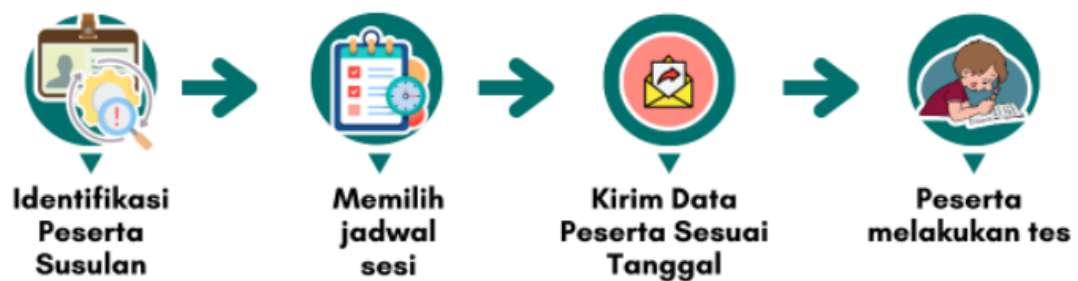 Identifikasi
Peserta
Susulan
Memilih
jadwal
sesi
Kirim Data
Peserta Sesuai
Tanggal
Peserta
melakukan tes